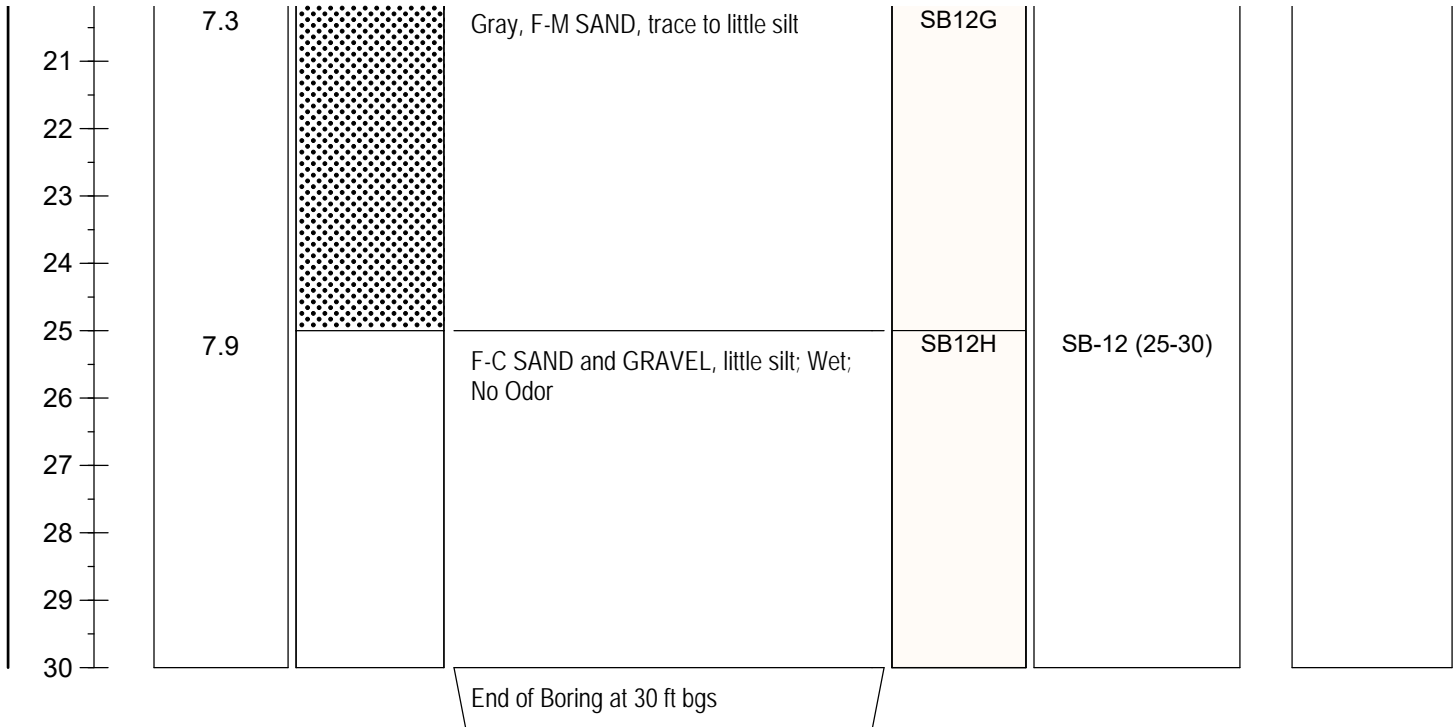 7.3 Gray, F-M SAND, trace to little silt SB12G
21
22
23
24
25
7.9 SB12H SB-12 (25-30)
F-C SAND and GRAVEL, little silt; Wet;
No Odor
26
27
28
29
30
End of Boring at 30 ft bgs